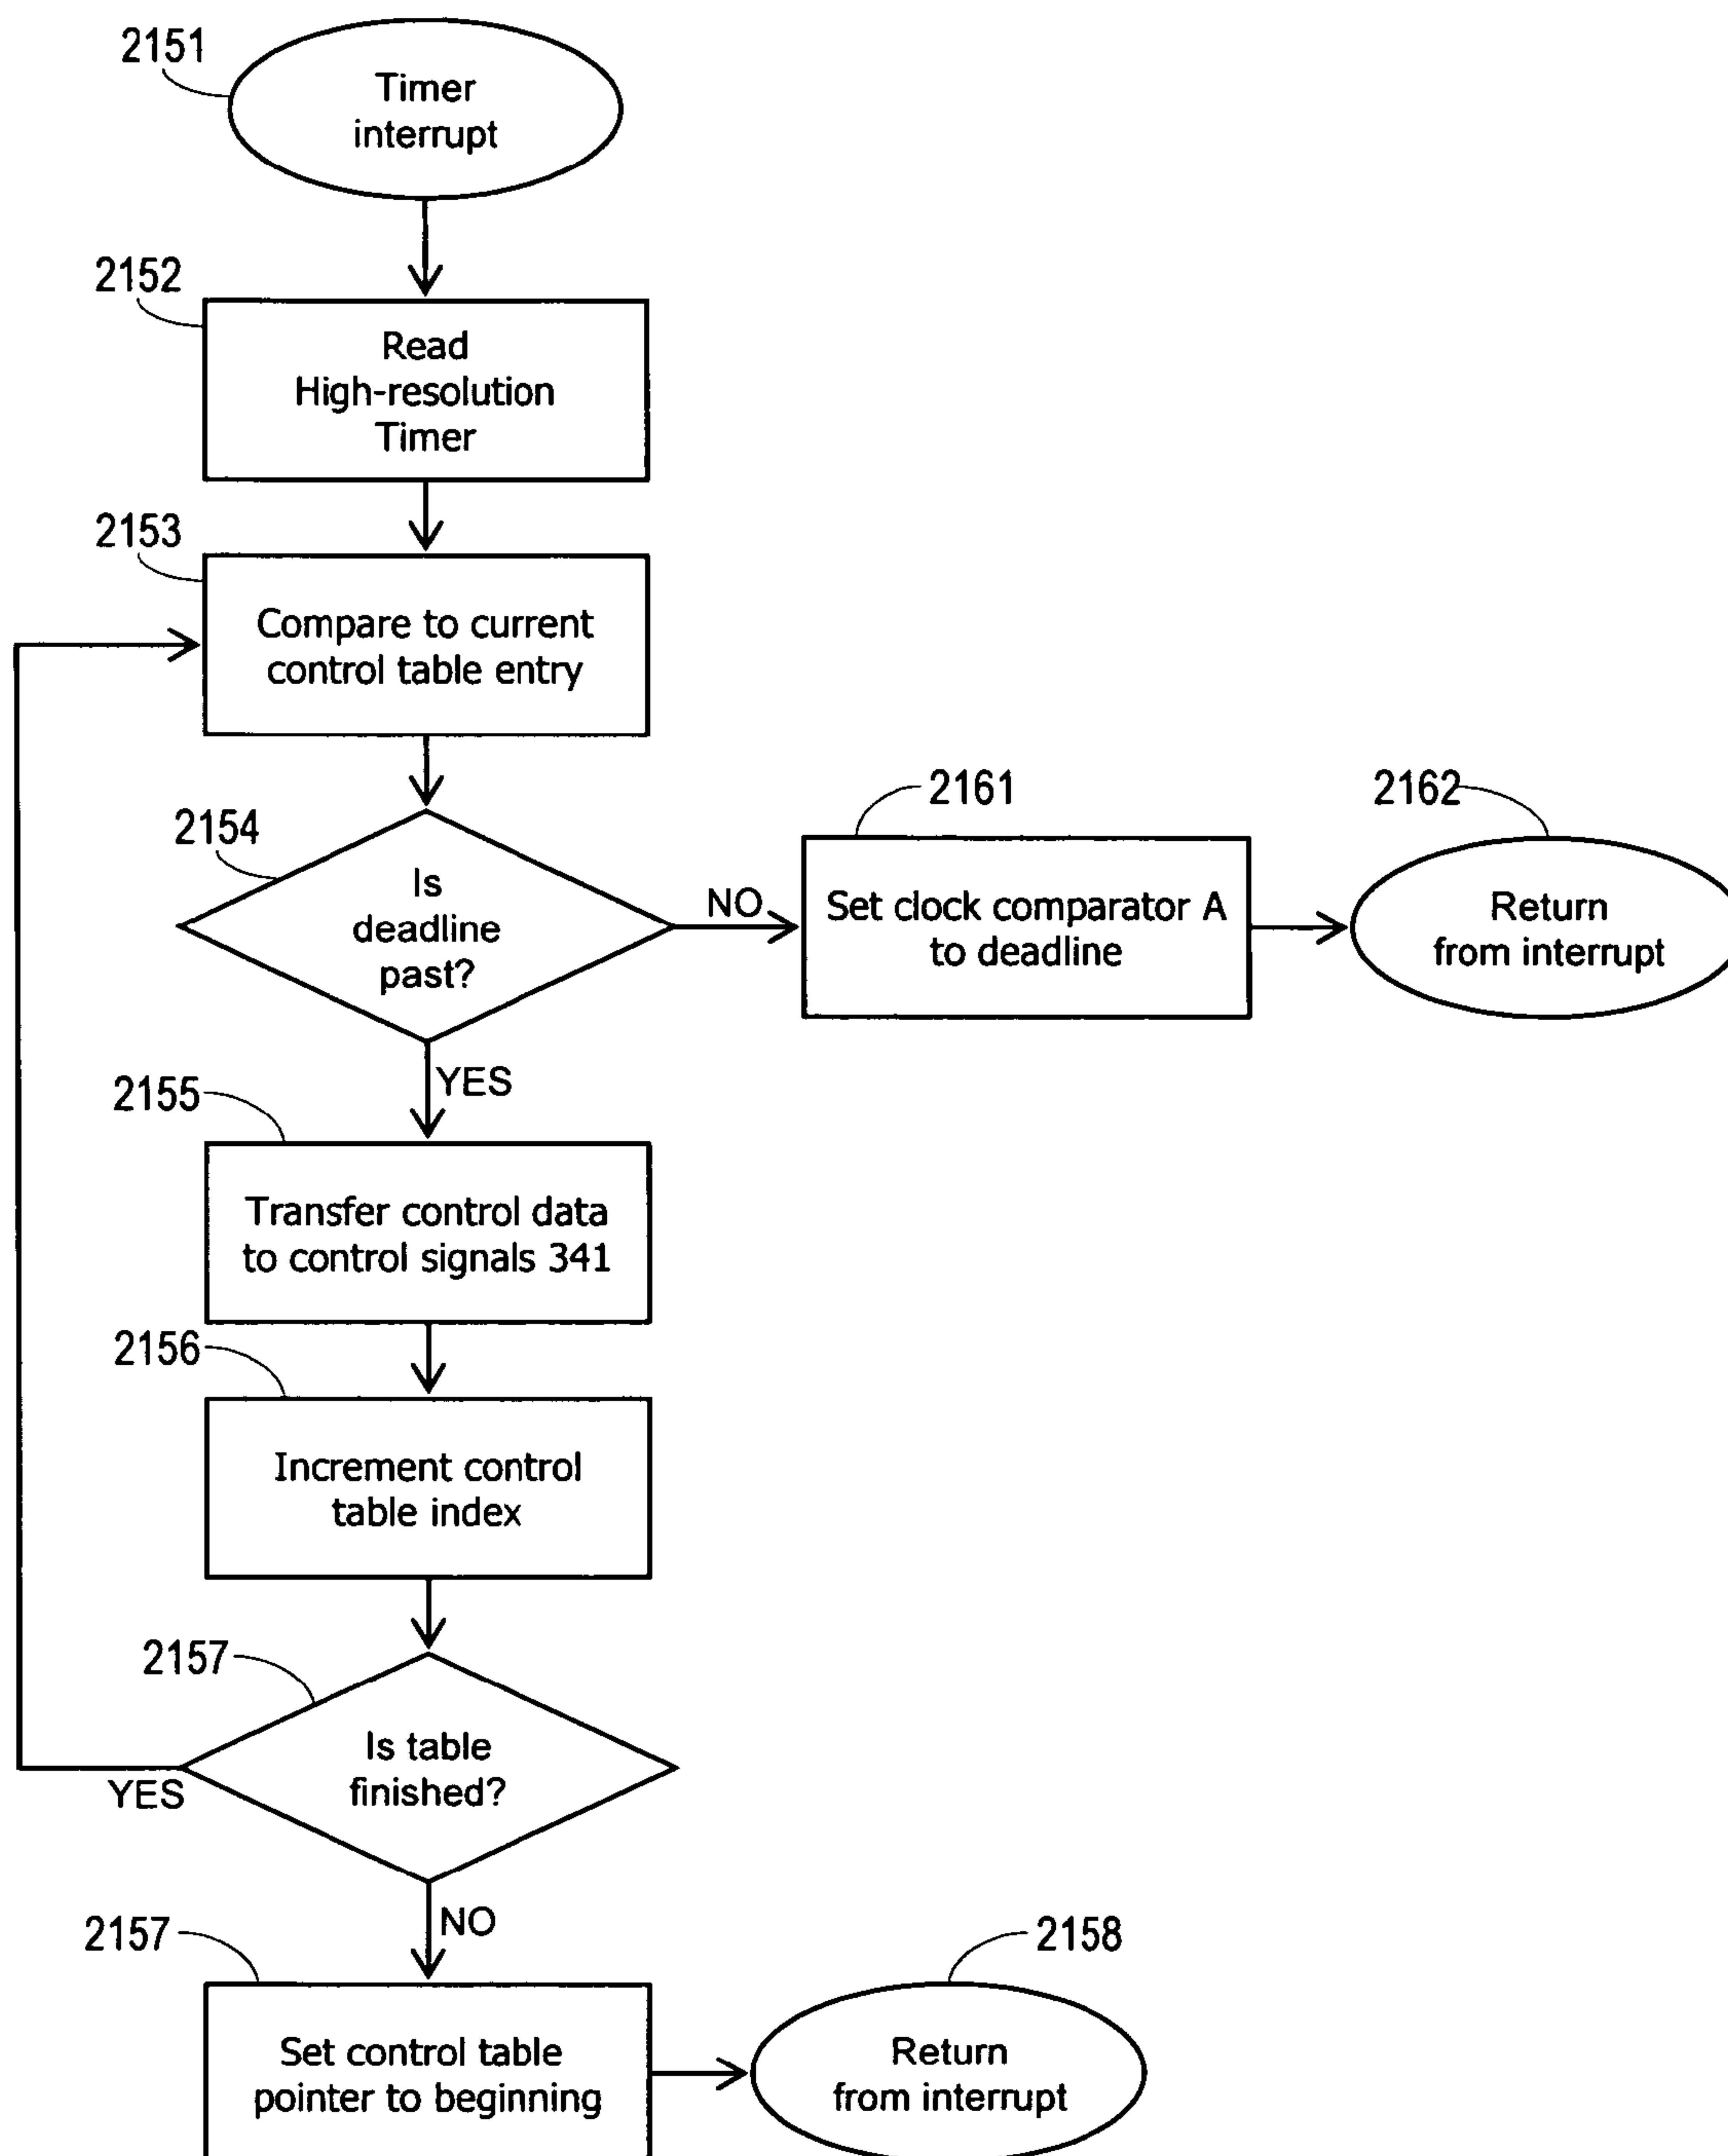 2151
Timer
interrupt
2152
Read
High-resolution
Timer
2153
Compare to current
control table entry
2154
Is
deadline
past?
NO
2161
Set clock comparator A
to deadline
2162
Return
from interrupt
YES
2155
Transfer control data
to control signals 341
2156
Increment control
table index
2157
Is table
finished?
YES
NO
2157
Set control table
pointer to beginning
2158
Return
from interrupt